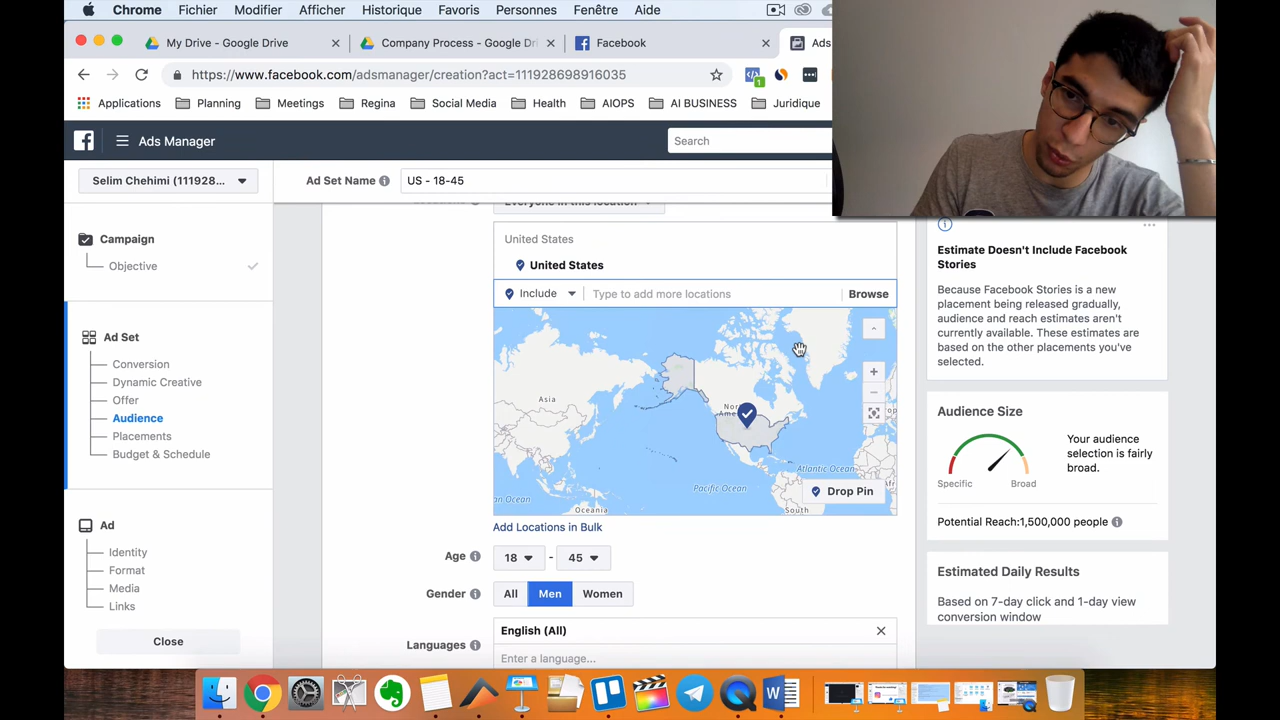 Chrome Fichier Modifier Afficher Historique Favoris Personnes Fenêtre Aide
My Drive - Google Drive
Company Process - Google Dri
Facebook
Ads
https://www.facebook.com/adsmanager/creation?act=111928698916035
Applications Planning Meetings Regina Social Media Health AIOPS AI BUSINESS Juridique
Ads Manager
Search
Selim Chehimi (111928...
Ad Set Name
US - 18-45
Campaign
Objective
Ad Set
Conversion
Dynamic Creative
Offer
Audience
Placements
Budget & Schedule
Ad
Identity
Format
Media
Links
Close
Everyone in this location
United States
United States
Include
Type to add more locations
Browse
Asia
Pacific Ocean
Atlantic Ocean
Oceania
South
Drop Pin
Add Locations in Bulk
Age
18 - 45
Gender
All Men Women
Languages
English (All)
Enter a language...
Estimate Doesn't Include Facebook
Stories
Because Facebook Stories is a new
placement being released gradually,
audience and reach estimates aren't
currently available. These estimates are
based on the other placements you've
selected.
Audience Size
Specific
Broad
Your audience
selection is fairly
broad.
Potential Reach:1,500,000 people
Estimated Daily Results
Based on 7-day click and 1-day view
conversion window